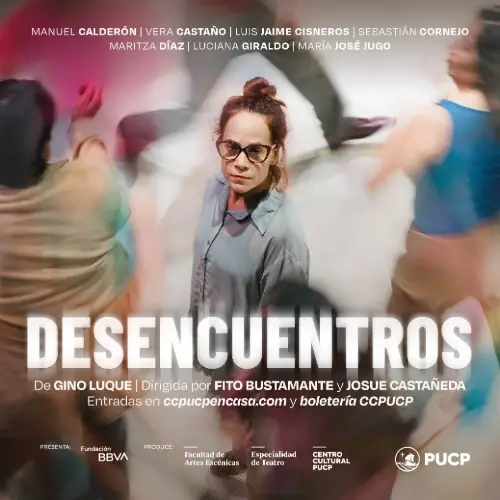 MANUEL CALDERÓN | VERA CASTAÑO | LUIS JAIME CISNEROS | SEBASTIÁN CORNEJO
MARITZA DÍAZ | LUCIANA GIRALDO | MARÍA JOSÉ JUGO
DESENCUENTROS
De GINO LUQUE | Dirigida por FITO BUSTAMANTE y JOSUE CASTAÑEDA
Entradas en ccpucpencasa.com y boletería CCPUCP
PRESENTA:
Fundación
BBVA
PRODUCE:
Facultad de
Artes Escénicas
Especialidad
de Teatro
CENTRO
CULTURAL
PUCP
PUCP